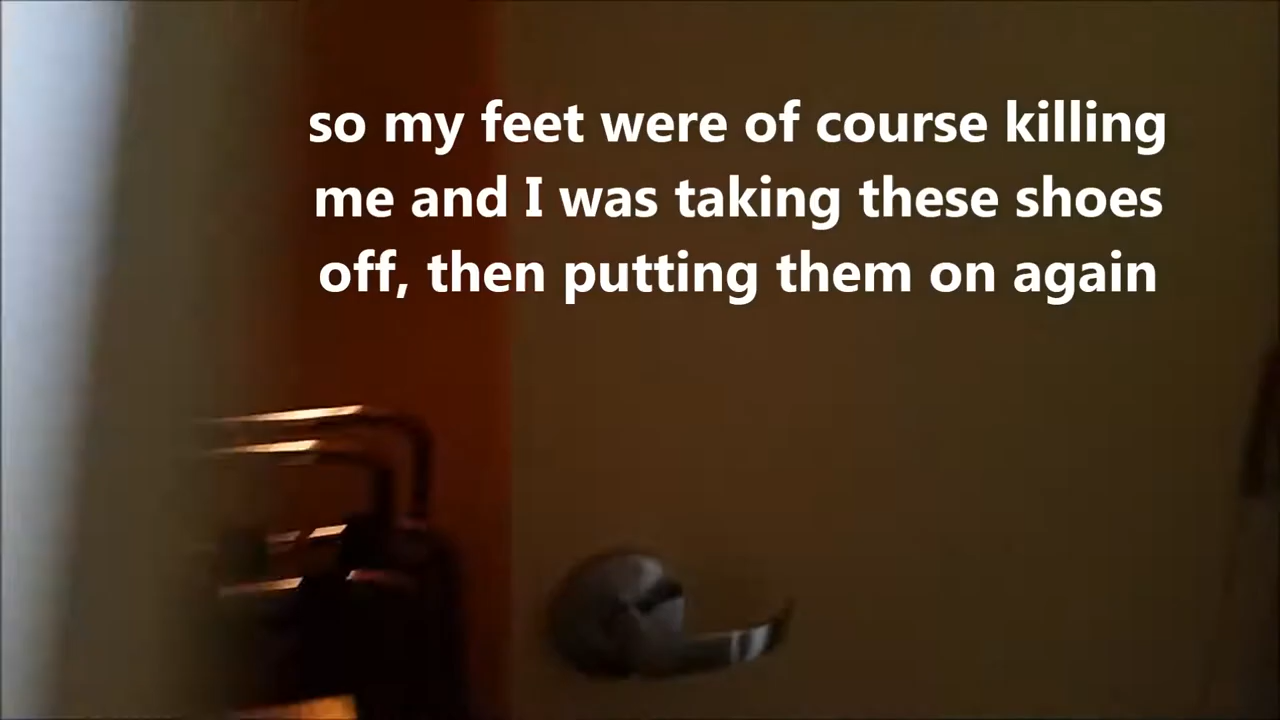 so my feet were of course killing
me and I was taking these shoes
off, then putting them on again